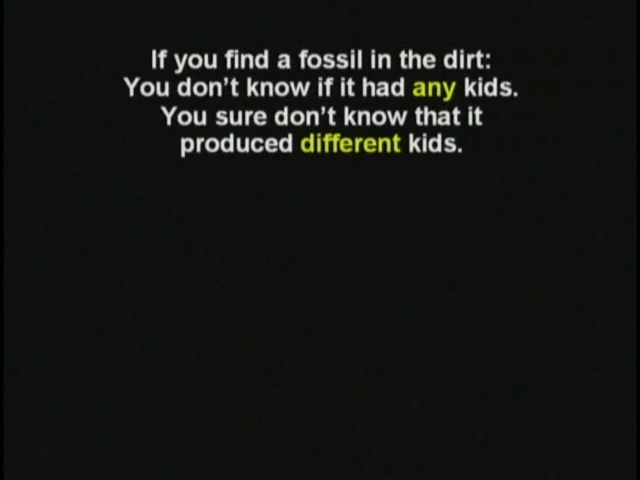 If you find a fossil in the dirt:
You don't know if it had any kids.
You sure don't know that it
produced different kids.